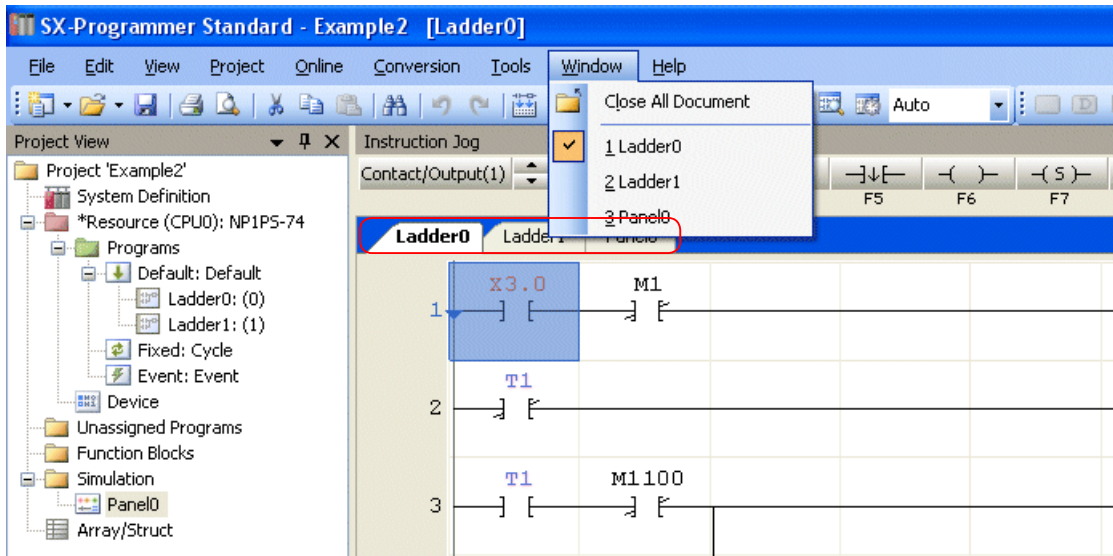 SX-Programmer Standard - Example2 [Ladder0]
File Edit View Project Online Conversion Tools Window Help
Close All Document
Auto
1 Ladder0
2 Ladder1
3 Panel0
Project View
Project 'Example2'
System Definition
*Resource (CPU0): NP1PS-74
Programs
Default: Default
Ladder0: (0)
Ladder1: (1)
Fixed: Cycle
Event: Event
Device
Unassigned Programs
Function Blocks
Simulation
Panel0
Array/Struct
Instruction Jog
Contact/Output(1)
F5 F6 F7
Ladder0 Ladder1 Panel0
X3.0 M1
1
T1
2
T1 M1100
3